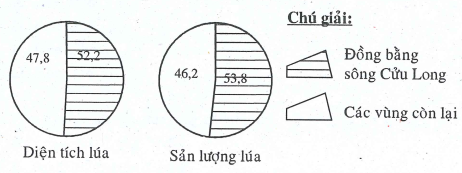 Chú giải:
47,8
52,2
46,2
53,8
Đồng bằng
sông Cửu Long
Các vùng còn lại
Diện tích lúa
Sản lượng lúa